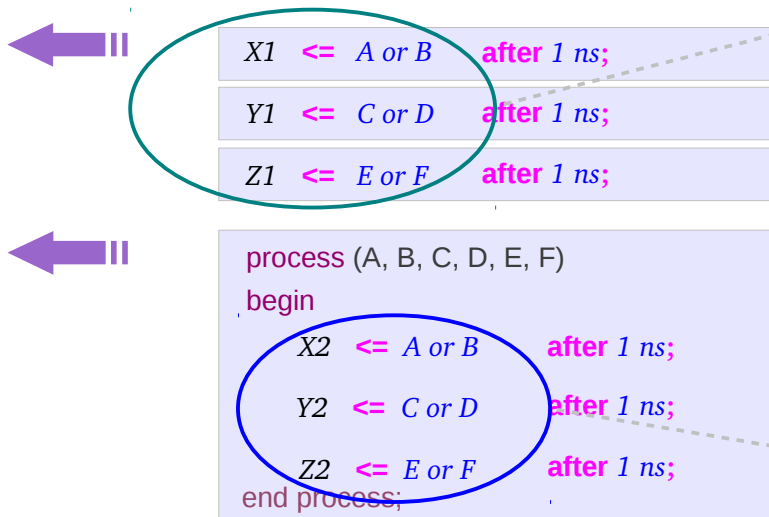 X1 <= A or B after 1 ns;
Y1 <= C or D after 1 ns;
Z1 <= E or F after 1 ns;
process (A, B, C, D, E, F)
begin
X2 <= A or B after 1 ns;
Y2 <= C or D after 1 ns;
Z2 <= E or F after 1 ns;
end process;